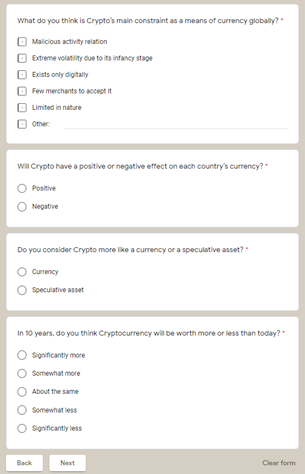 What do you think is Crypto's main constraint as a means of currency globally? *
Malicious activity relation
Extreme volatility due to its infancy stage
Exists only digitally
Few merchants to accept it
Limited in nature
Other:
Will Crypto have a positive or negative effect on each country's currency? *
Positive
Negative
Do you consider Crypto more like a currency or a speculative asset? *
Currency
Speculative asset
In 10 years, do you think Cryptocurrency will be worth more or less than today? *
Significantly more
Somewhat more
About the same
Somewhat less
Significantly less
Back Next Clear form